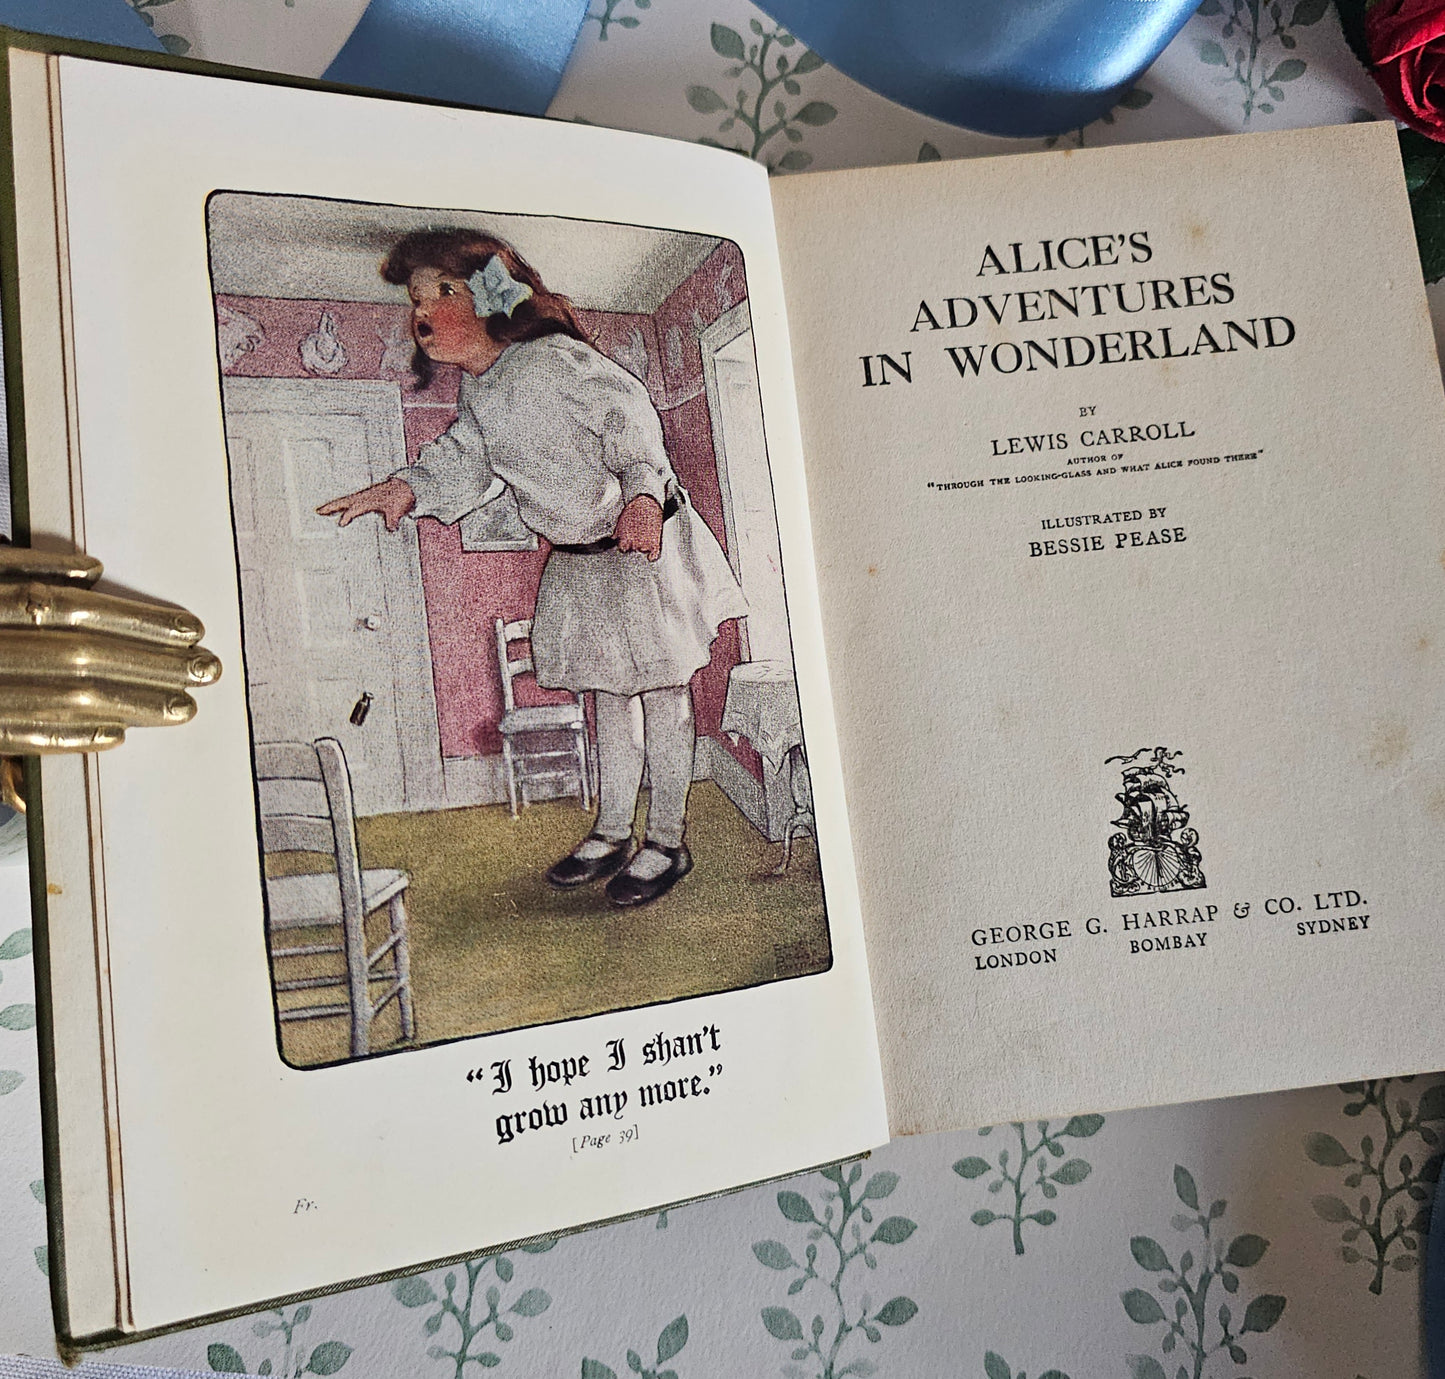 “I hope I shan’t
grow any more.”
[Page 39]
Fr.
ALICE’S
ADVENTURES
IN WONDERLAND
BY
LEWIS CARROLL
AUTHOR OF
“THROUGH THE LOOKING-GLASS AND WHAT ALICE FOUND THERE”
ILLUSTRATED BY
BESSIE PEASE
GEORGE G. HARRAP & CO. LTD.
LONDON BOMBAY SYDNEY